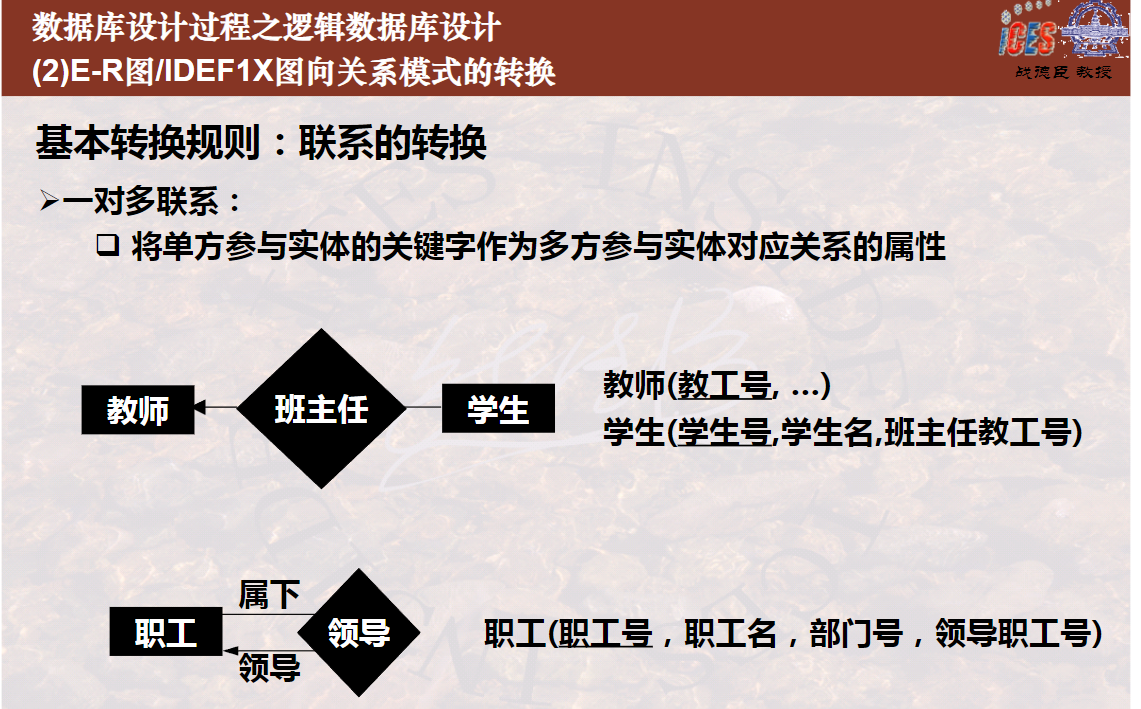 数据库设计过程之逻辑数据库设计
(2)E-R图/IDEF1X图向关系模式的转换
iCES
战德臣 教授
基本转换规则：联系的转换
一对多联系：
将单方参与实体的关键字作为多方参与实体对应关系的属性
教师
班主任
学生
教师(教工号, ...)
学生(学生号,学生名,班主任教工号)
属下
职工
领导
领导
职工(职工号，职工名，部门号，领导职工号)